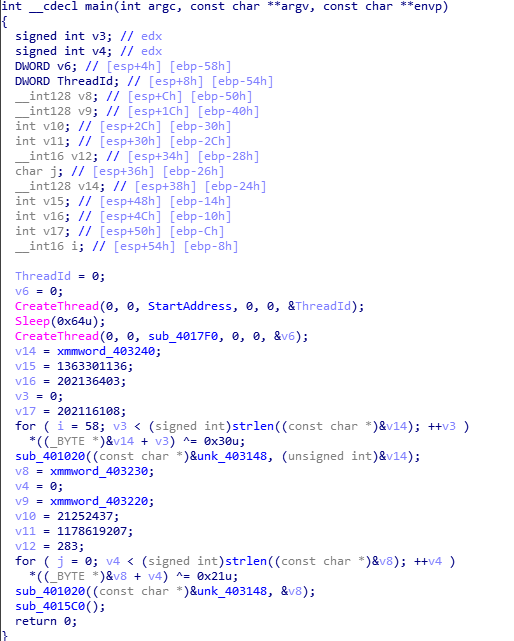 int __cdecl main(int argc, const char **argv, const char **envp)
{
signed int v3; // edx
signed int v4; // edx
DWORD v6; // [esp+4h] [ebp-58h]
DWORD ThreadId; // [esp+8h] [ebp-54h]
__int128 v8; // [esp+Ch] [ebp-50h]
__int128 v9; // [esp+1Ch] [ebp-40h]
int v10; // [esp+2Ch] [ebp-30h]
int v11; // [esp+30h] [ebp-2Ch]
__int16 v12; // [esp+34h] [ebp-28h]
char j; // [esp+36h] [ebp-26h]
__int128 v14; // [esp+38h] [ebp-24h]
int v15; // [esp+48h] [ebp-14h]
int v16; // [esp+4Ch] [ebp-10h]
int v17; // [esp+50h] [ebp-Ch]
__int16 i; // [esp+54h] [ebp-8h]
ThreadId = 0;
v6 = 0;
CreateThread(0, 0, StartAddress, 0, 0, &ThreadId);
Sleep(0x64u);
CreateThread(0, 0, sub_4017F0, 0, 0, &v6);
v14 = xmmword_403240;
v15 = 1363301136;
v16 = 202136403;
v3 = 0;
v17 = 202116108;
for ( i = 58; v3 < (signed int)strlen((const char *)&v14); ++v3 )
*((_BYTE *)&v14 + v3) ^= 0x30u;
sub_401020((const char *)&unk_403148, (unsigned int)&v14);
v8 = xmmword_403230;
v4 = 0;
v9 = xmmword_403220;
v10 = 21252437;
v11 = 1178619207;
v12 = 283;
for ( j = 0; v4 < (signed int)strlen((const char *)&v8); ++v4 )
*((_BYTE *)&v8 + v4) ^= 0x21u;
sub_401020((const char *)&unk_403148, &v8);
sub_4015C0();
return 0;
}